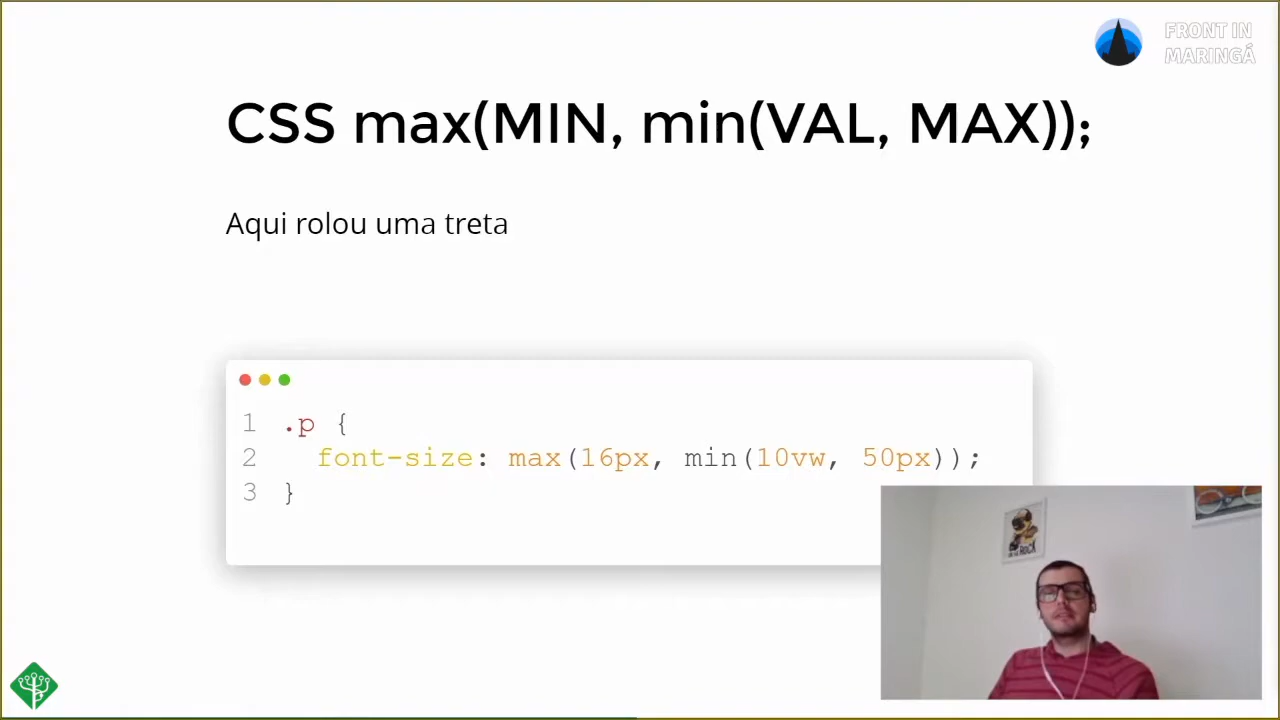 FRONT IN
MARINGÁ
CSS max(MIN, min(VAL, MAX));
Aqui rolou uma treta
1 .p {
2 font-size: max(16px, min(10vw, 50px));
3 }
ROCK